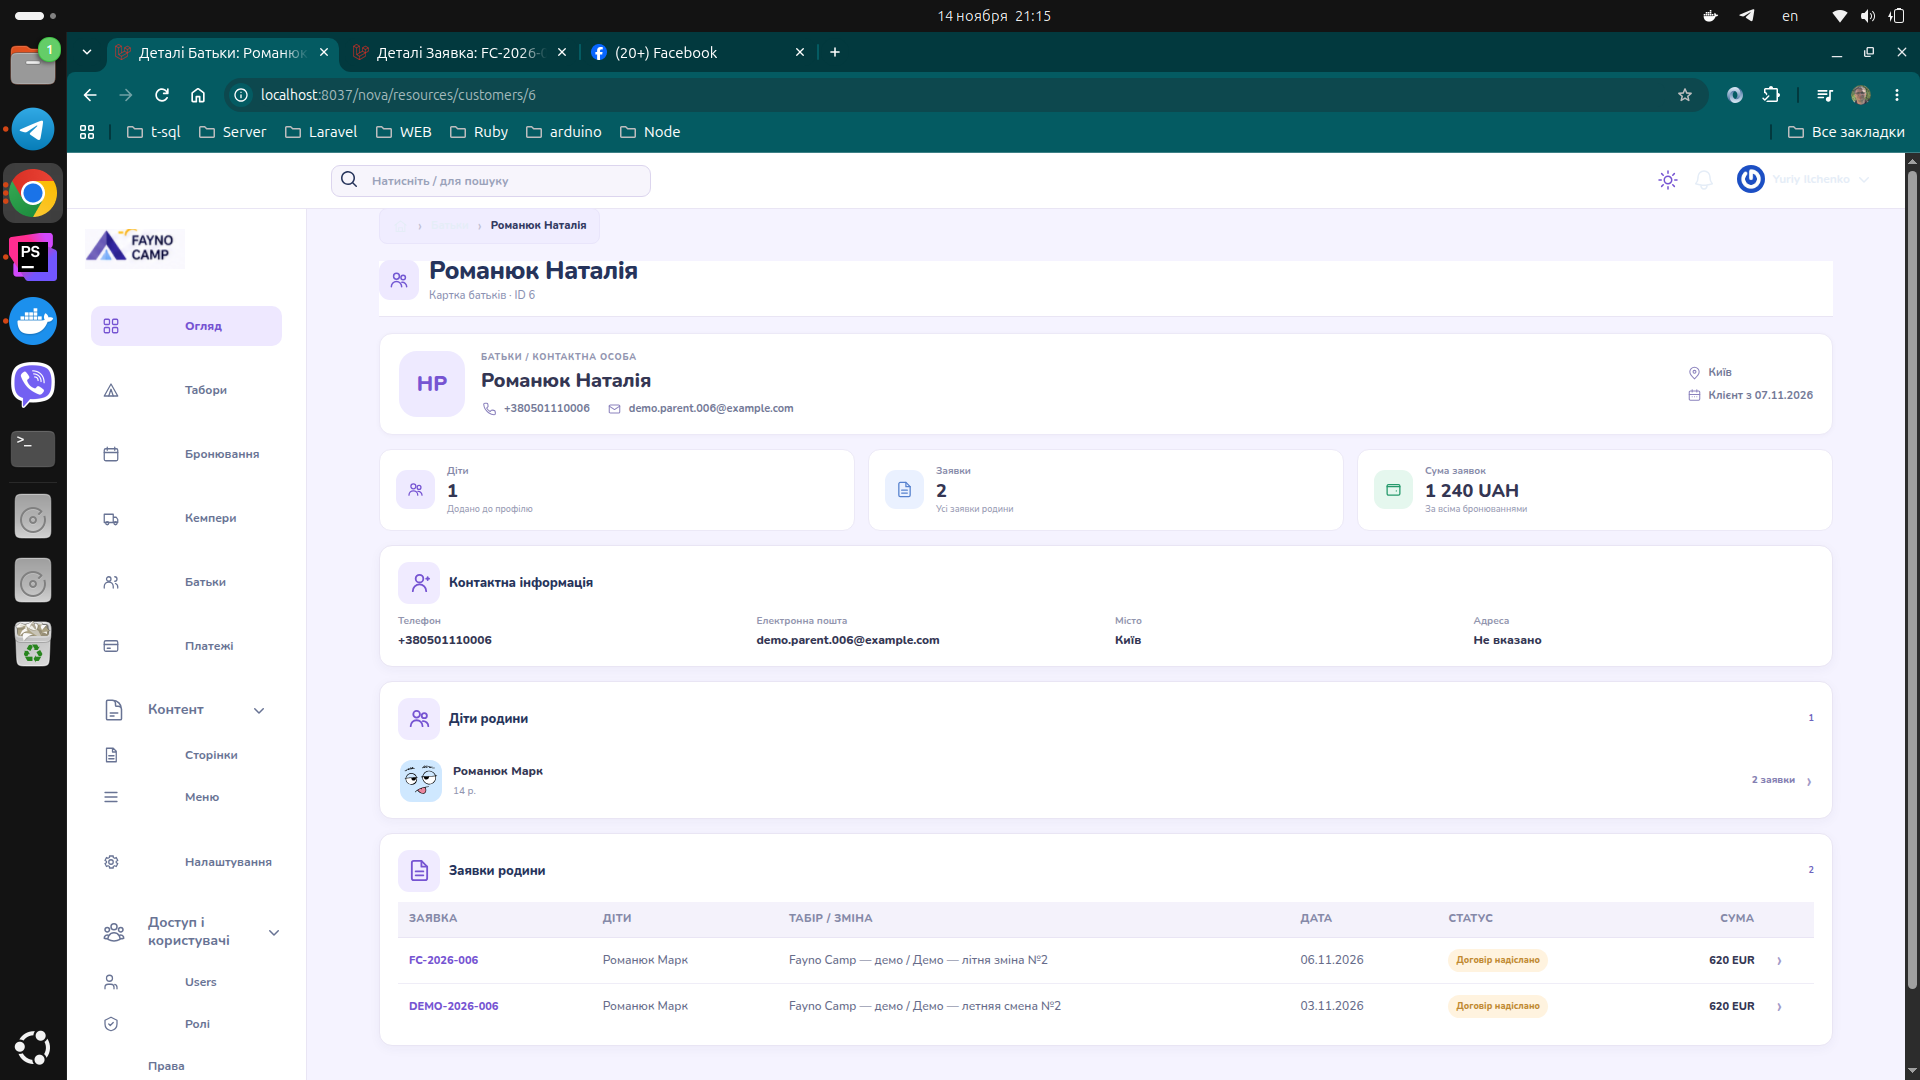 14 ноября 21:15
en
1
Деталі Батьки: Романюк
Деталі Заявка: FC-2026-0
(20+) Facebook
localhost:8037/nova/resources/customers/6
t-sql
Server
Laravel
WEB
Ruby
arduino
Node
Все закладки
Натисніть / для пошуку
Yuriy Ilchenko
FAYNO CAMP
Огляд
Табори
Бронювання
Кемпери
Батьки
Платежі
Контент
Сторінки
Меню
Налаштування
Доступ і
користувачі
Users
Ролі
Права
› › Романюк Наталія
Романюк Наталія
Картка батьків · ID 6
НР
БАТЬКИ / КОНТАКТНА ОСОБА
Романюк Наталія
+380501110006 demo.parent.006@example.com
Київ
Клієнт з 07.11.2026
Діти
1
Додано до профілю
Заявки
2
Усі заявки родини
Сума заявок
1 240 UAH
За всіма бронюваннями
Контактна інформація
Телефон Електронна пошта Місто Адреса
+380501110006 demo.parent.006@example.com Київ Не вказано
Діти родини 1
Романюк Марк
14 р.
2 заявки ›
Заявки родини 2
ЗАЯВКА ДІТИ ТАБІР / ЗМІНА ДАТА СТАТУС СУМА
FC-2026-006 Романюк Марк Fayno Camp — демо / Демо — літня зміна №2 06.11.2026 Договір надіслано 620 EUR ›
DEMO-2026-006 Романюк Марк Fayno Camp — демо / Демо — летняя смена №2 03.11.2026 Договір надіслано 620 EUR ›
PS
>_